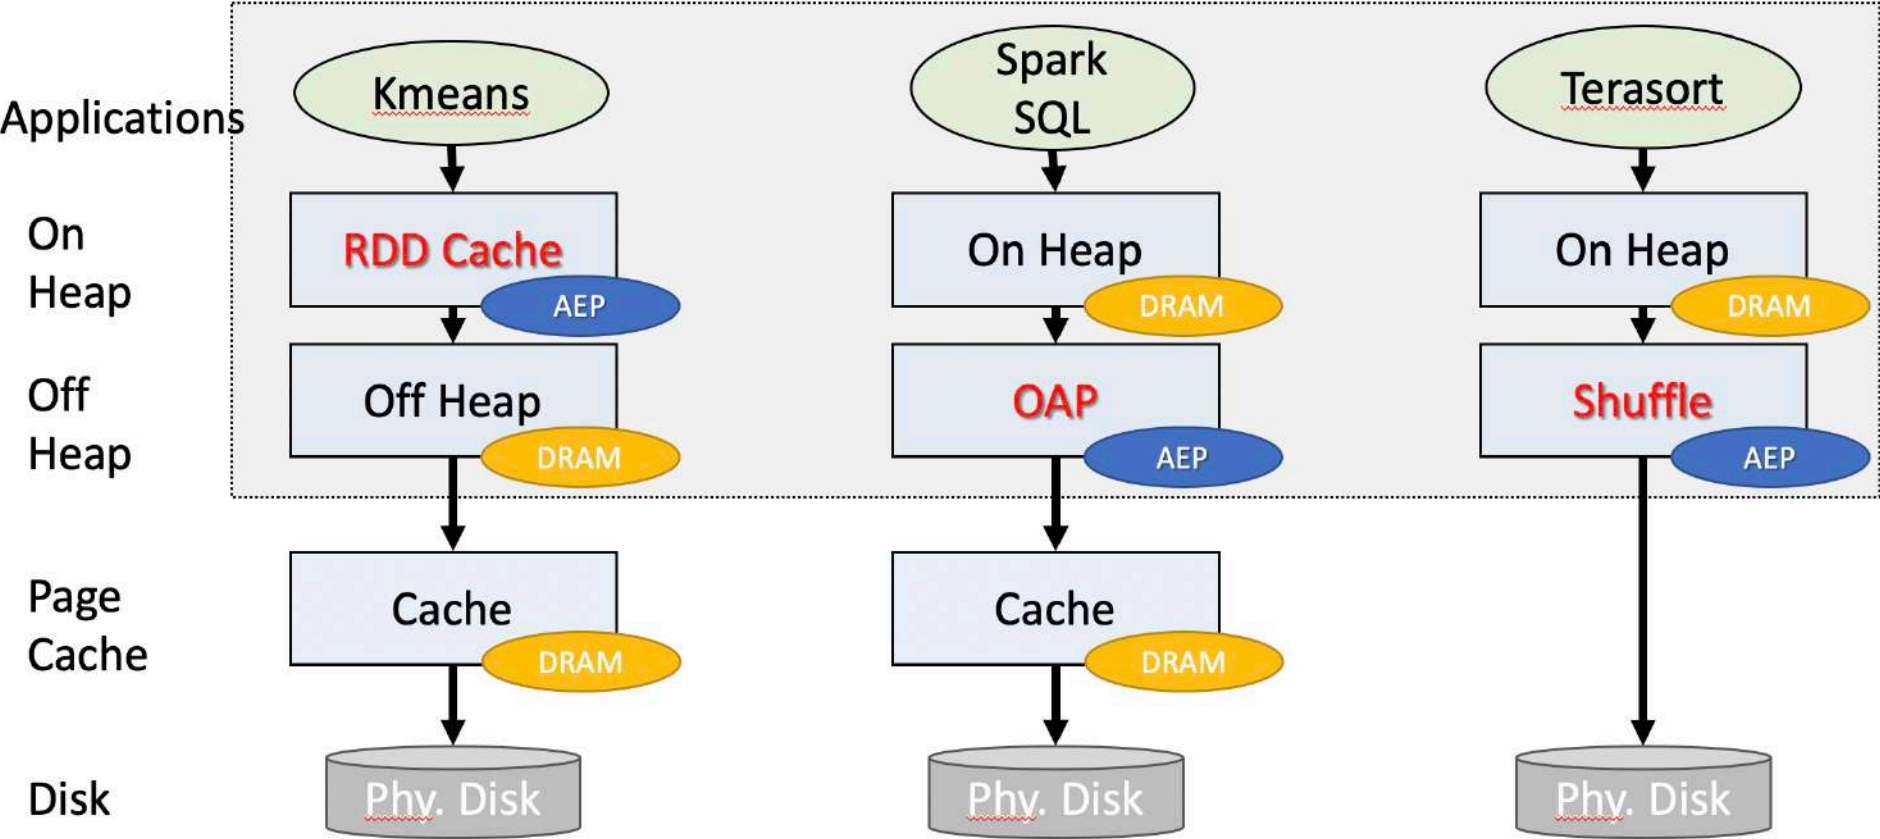 Applications
Kmeans
Spark
SQL
Terasort
On
Heap
RDD Cache
AEP
On Heap
DRAM
On Heap
DRAM
Off
Heap
Off Heap
DRAM
OAP
AEP
Shuffle
AEP
Page
Cache
Cache
DRAM
Cache
DRAM
Disk
Phy. Disk
Phy. Disk
Phy. Disk